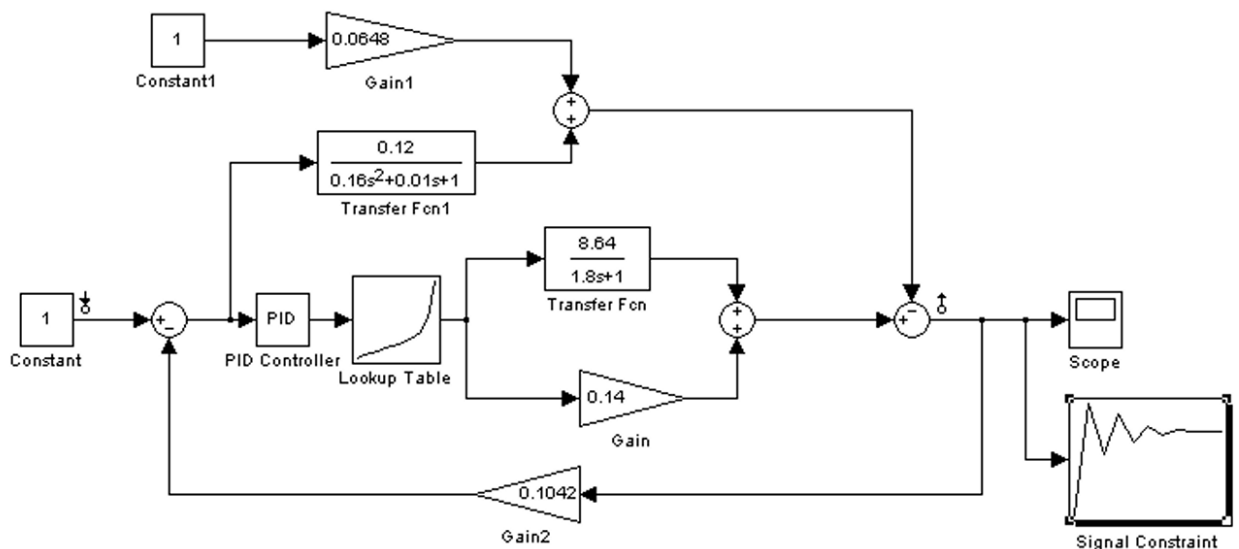 1
Constant1
0.0648
Gain1
+
+
0.12
0.16s2+0.01s+1
Transfer Fcn1
8.64
1.8s+1
Transfer Fcn
1
Constant
+
−
PID
PID Controller
Lookup Table
+
+
+
−
Scope
0.14
Gain
0.1042
Gain2
Signal Constraint